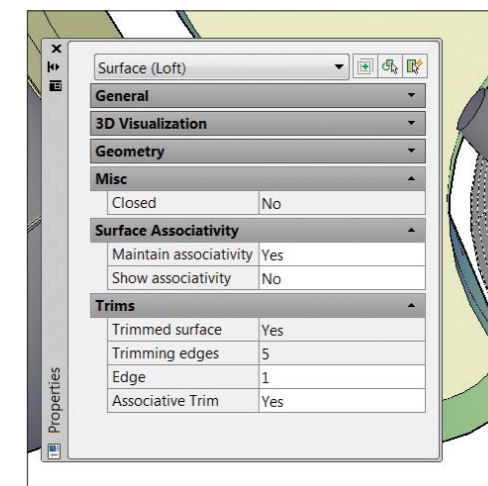 Surface (Loft)
General
3D Visualization
Geometry
Misc
Closed No
Surface Associativity
Maintain associativity Yes
Show associativity No
Trims
Trimmed surface Yes
Trimming edges 5
Edge 1
Associative Trim Yes
Properties